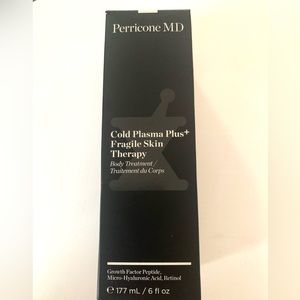 Perricone MD
Cold Plasma Plus+
Fragile Skin
Therapy
Body Treatment /
Traitement du Corps
Growth Factor Peptide,
Micro-Hyaluronic Acid, Retinol
℮ 177 mL / 6 fl oz